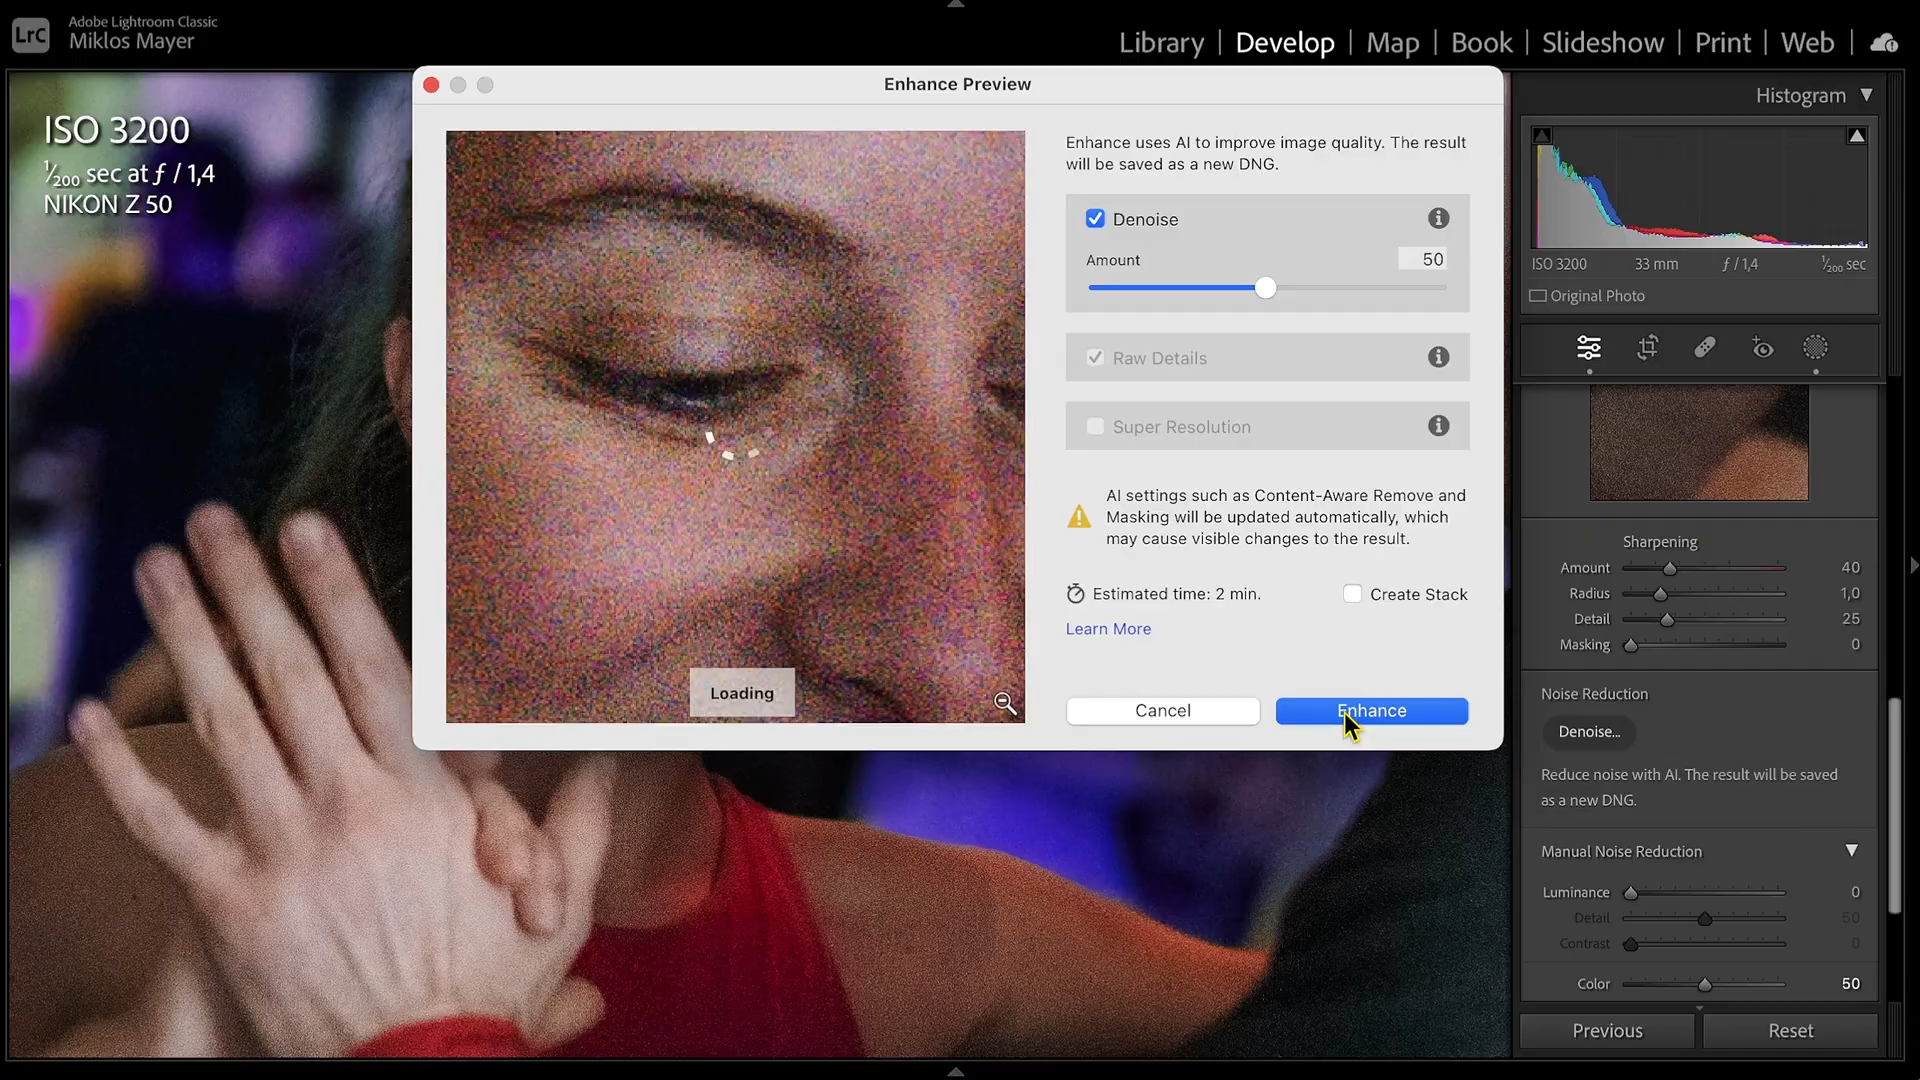 LrC
Adobe Lightroom Classic
Miklos Mayer
Library | Develop | Map | Book | Slideshow | Print | Web |
ISO 3200
1/200 sec at ƒ / 1,4
NIKON Z 50
Enhance Preview
Loading
Enhance uses AI to improve image quality. The result
will be saved as a new DNG.
Denoise
Amount 50
Raw Details
Super Resolution
AI settings such as Content-Aware Remove and
Masking will be updated automatically, which
may cause visible changes to the result.
Estimated time: 2 min.
Create Stack
Learn More
Cancel
Enhance
Histogram
ISO 3200 33 mm ƒ / 1,4 1/200 sec
Original Photo
Sharpening
Amount 40
Radius 1,0
Detail 25
Masking 0
Noise Reduction
Denoise...
Reduce noise with AI. The result will be saved
as a new DNG.
Manual Noise Reduction
Luminance 0
Detail 50
Contrast 0
Color 50
Previous
Reset